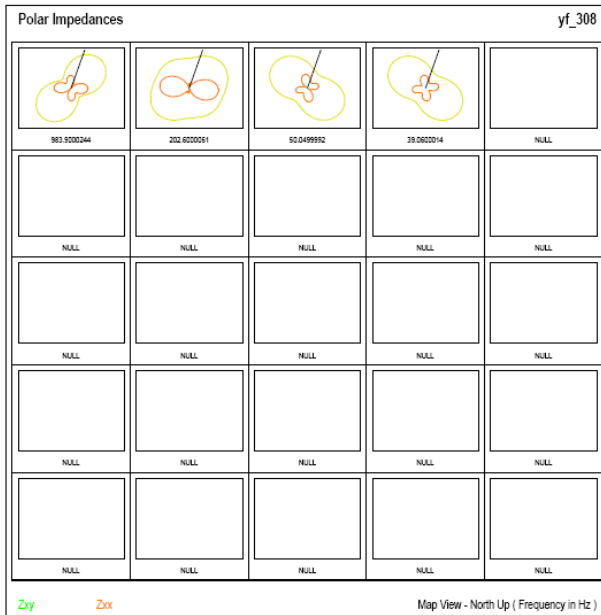 Polar Impedances yf_308
983.9000244 202.6000061 50.0499992 39.0600014 NULL
NULL NULL NULL NULL NULL
NULL NULL NULL NULL NULL
NULL NULL NULL NULL NULL
NULL NULL NULL NULL NULL
Zxy Zxx Map View - North Up ( Frequency in Hz )